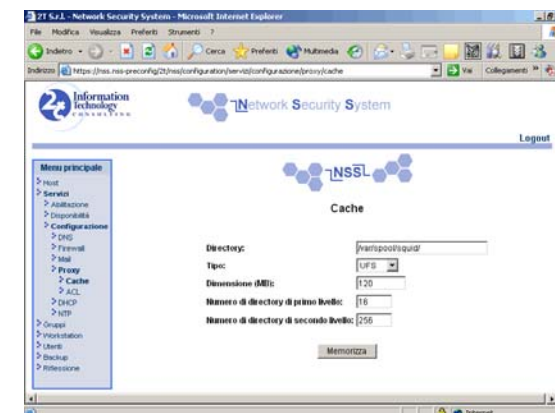 2T S.r.l. - Network Security System - Microsoft Internet Explorer
File Modifica Visualizza Preferiti Strumenti ?
Indietro Cerca Preferiti Multimedia
Indirizzo https://nss.nss-preconfig/2t/nss/configuration/servizi/configurazione/proxy/cache Vai Collegamenti »
2t Information Technology CONSULTING
Network Security System
Logout
Menu principale
Host
Servizi
Abilitazione
Disponibilità
Configurazione
DNS
Firewall
Mail
Proxy
Cache
ACL
DHCP
NTP
Gruppi
Workstation
Utenti
Backup
Riflessione
NSSL
Cache
Directory: /var/spool/squid/
Tipo: UFS
Dimensione (MB): 120
Numero di directory di primo livello: 16
Numero di directory di secondo livello: 256
Memorizza
Internet